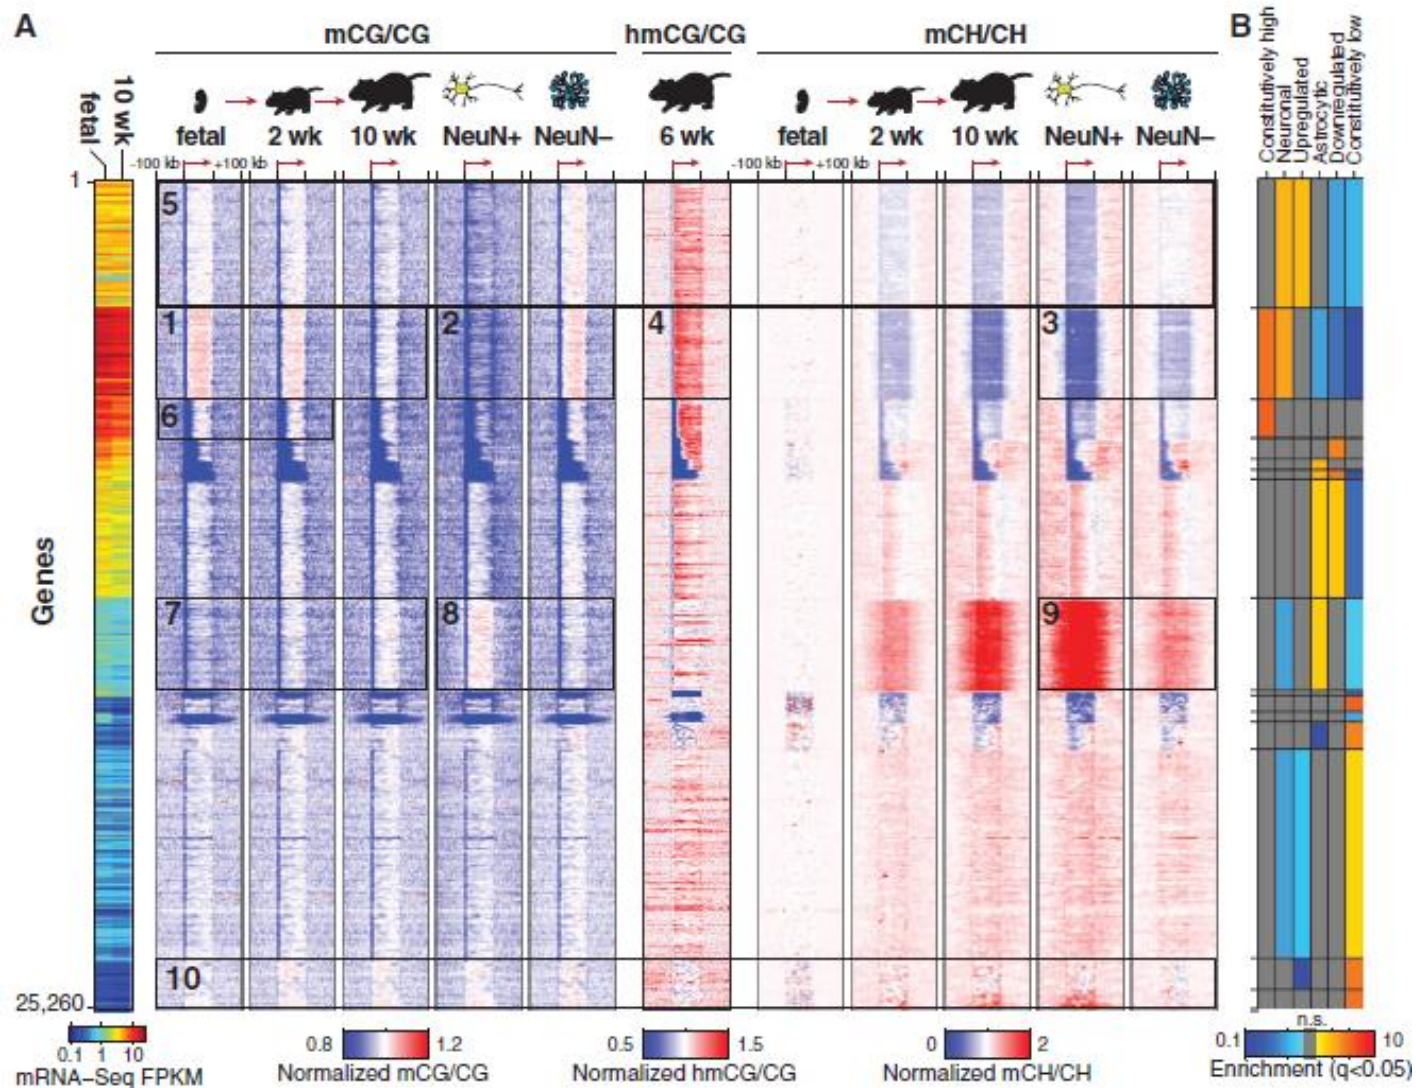 A
mCG/CG
hmCG/CG
mCH/CH
B
fetal
10 wk
fetal
2 wk
10 wk
NeuN+
NeuN–
6 wk
fetal
2 wk
10 wk
NeuN+
NeuN–
Constitutively high
Neuronal
Upregulated
Astrocytic
Downregulated
Constitutively low
-100 kb
+100 kb
-100 kb
+100 kb
1
5
1
2
4
3
6
Genes
7
8
9
10
25,260
0.1 1 10
mRNA–Seq FPKM
0.8
1.2
Normalized mCG/CG
0.5
1.5
Normalized hmCG/CG
0
2
Normalized mCH/CH
n.s.
0.1
10
Enrichment (q<0.05)